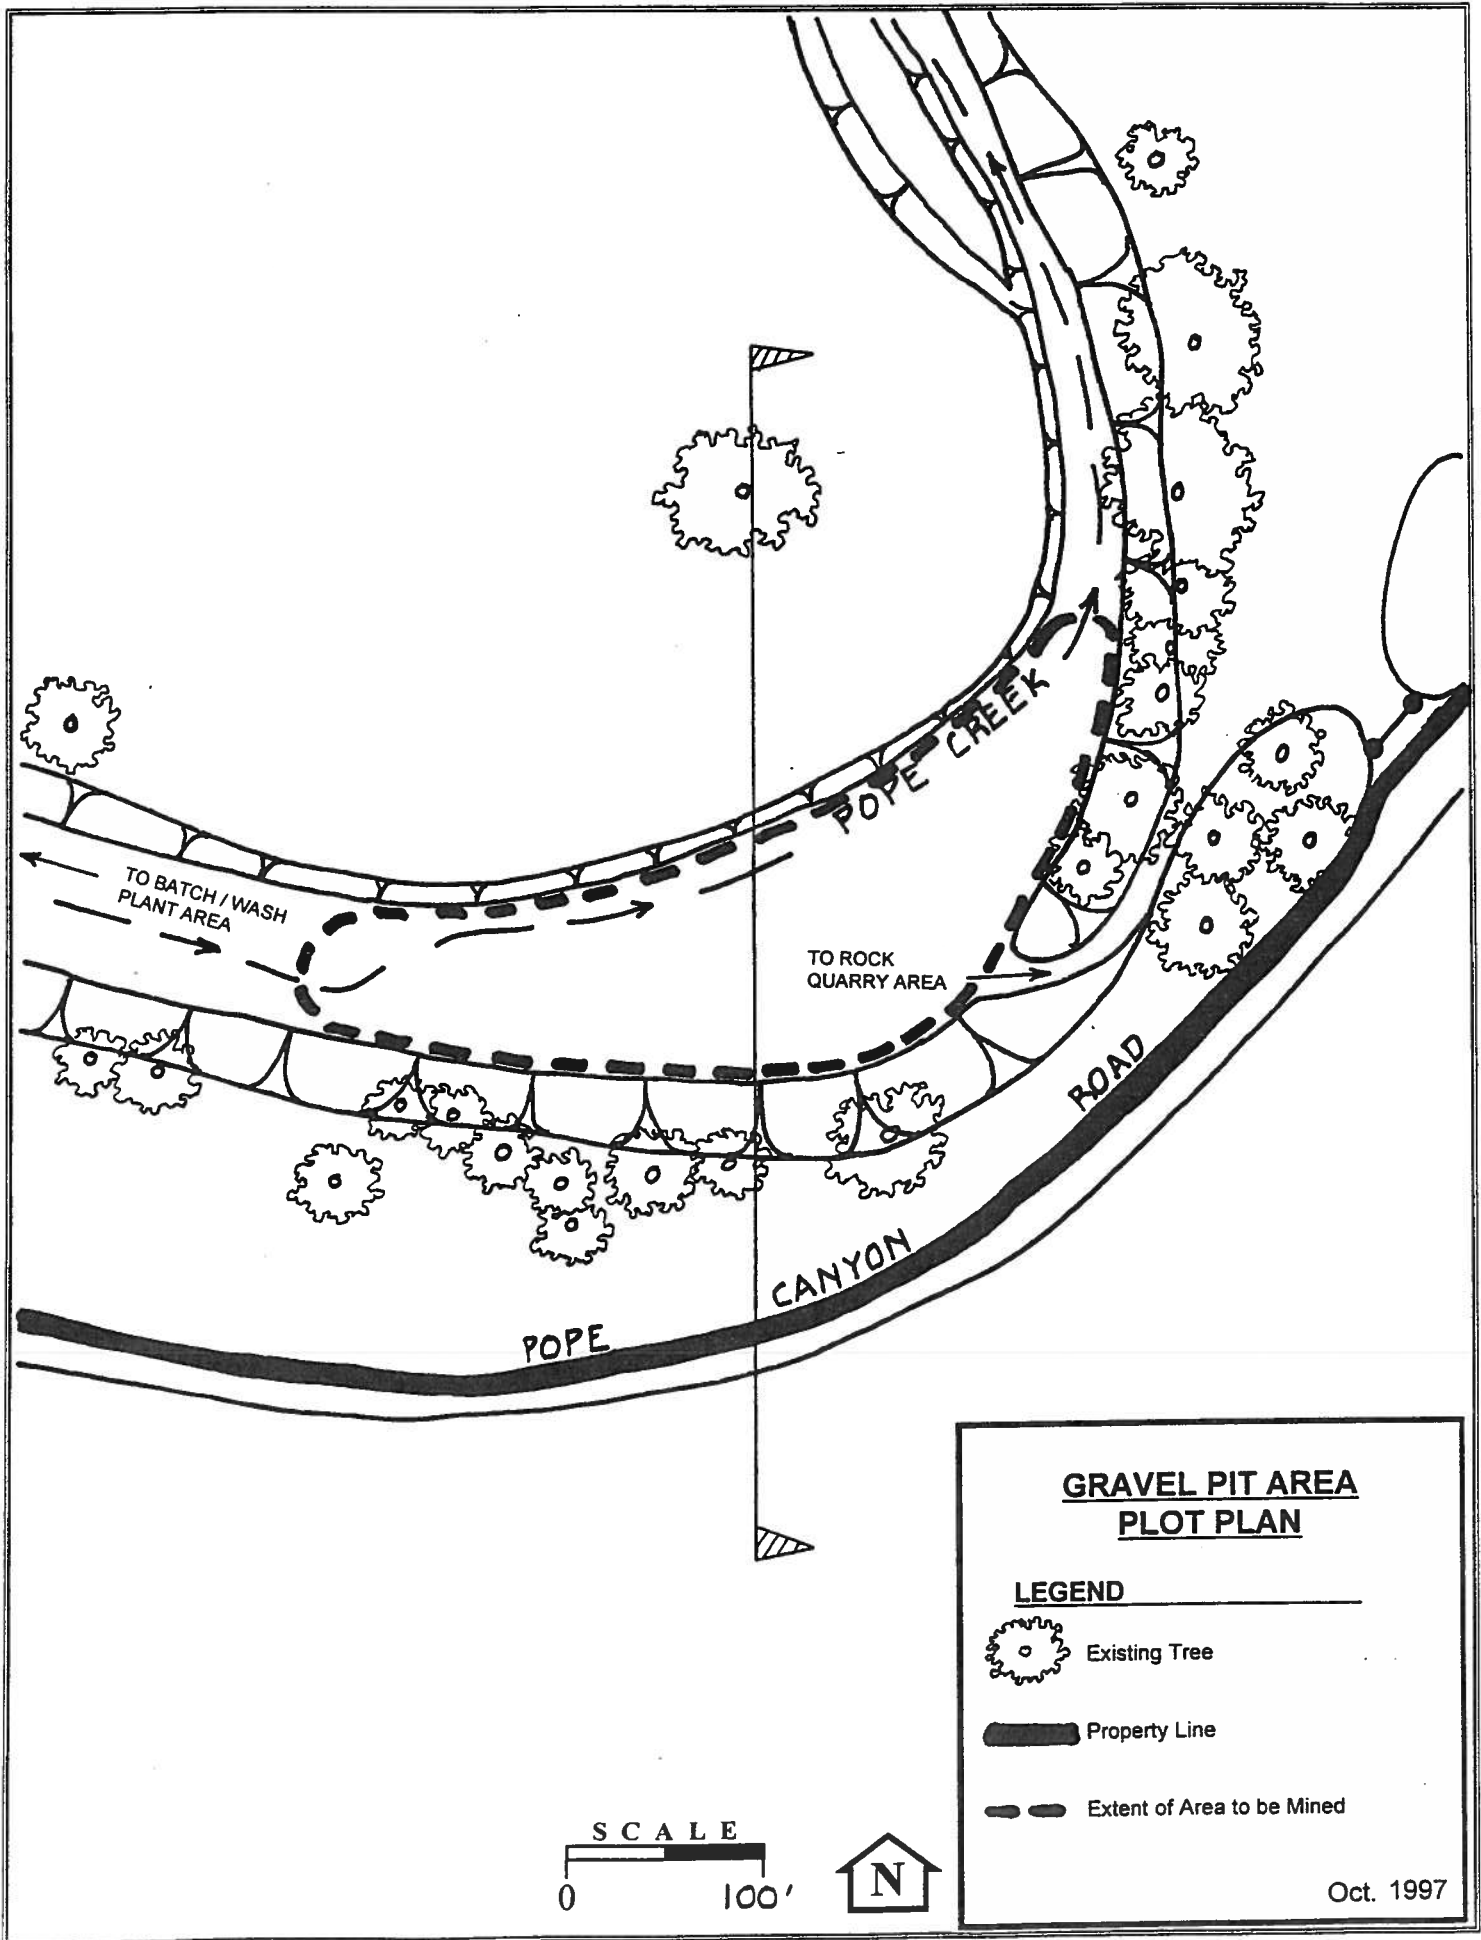 POPE CREEK
TO BATCH / WASH
PLANT AREA
TO ROCK
QUARRY AREA
POPE CANYON ROAD
GRAVEL PIT AREA
PLOT PLAN
LEGEND
Existing Tree
Property Line
Extent of Area to be Mined
SCALE
0 100'
N
Oct. 1997